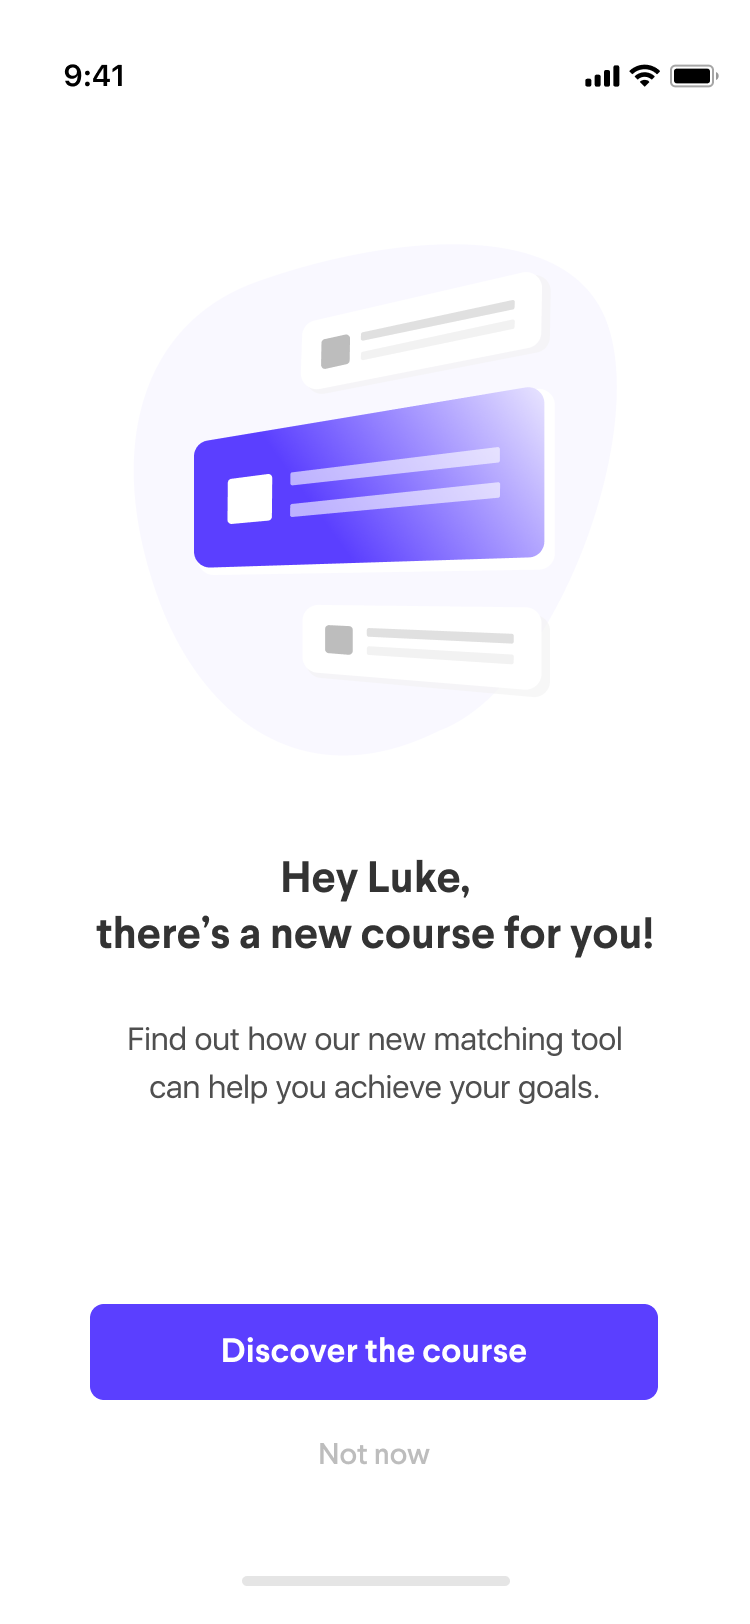 9:41
Hey Luke,
there’s a new course for you!
Find out how our new matching tool
can help you achieve your goals.
Discover the course
Not now